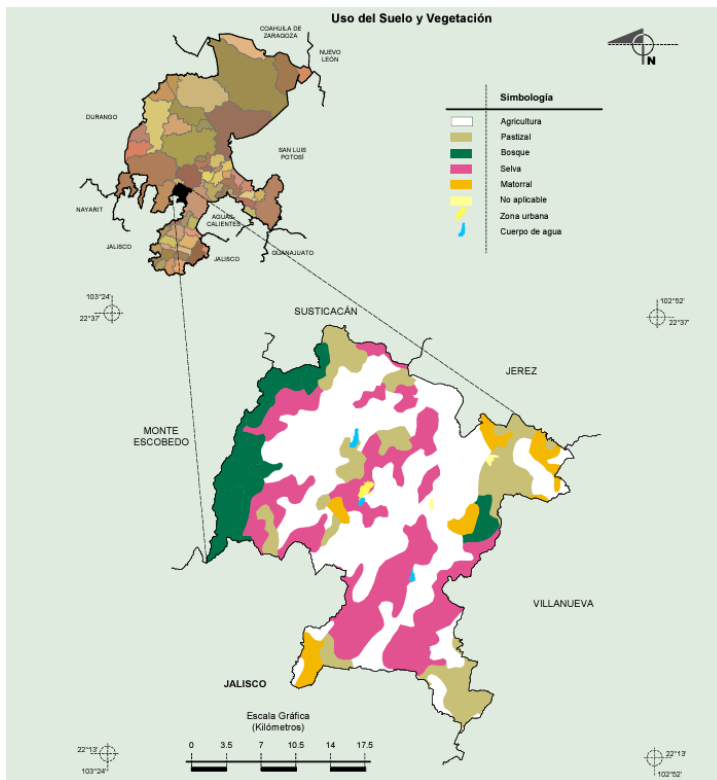 Uso del Suelo y Vegetación
COAHUILA DE
ZARAGOZA
NUEVO
LEÓN
DURANGO
SAN LUIS
POTOSÍ
NAYARIT
AGUAS
CALIENTES
JALISCO
JALISCO
GUANAJUATO
N
Simbología
Agricultura
Pastizal
Bosque
Selva
Matorral
No aplicable
Zona urbana
Cuerpo de agua
103°24'
22°37'
102°52'
22°37'
SUSTICACÁN
JEREZ
MONTE
ESCOBEDO
VILLANUEVA
JALISCO
Escala Gráfica
(Kilómetros)
0 3.5 7 10.5 14 17.5
22°13'
103°24'
22°13'
102°52'